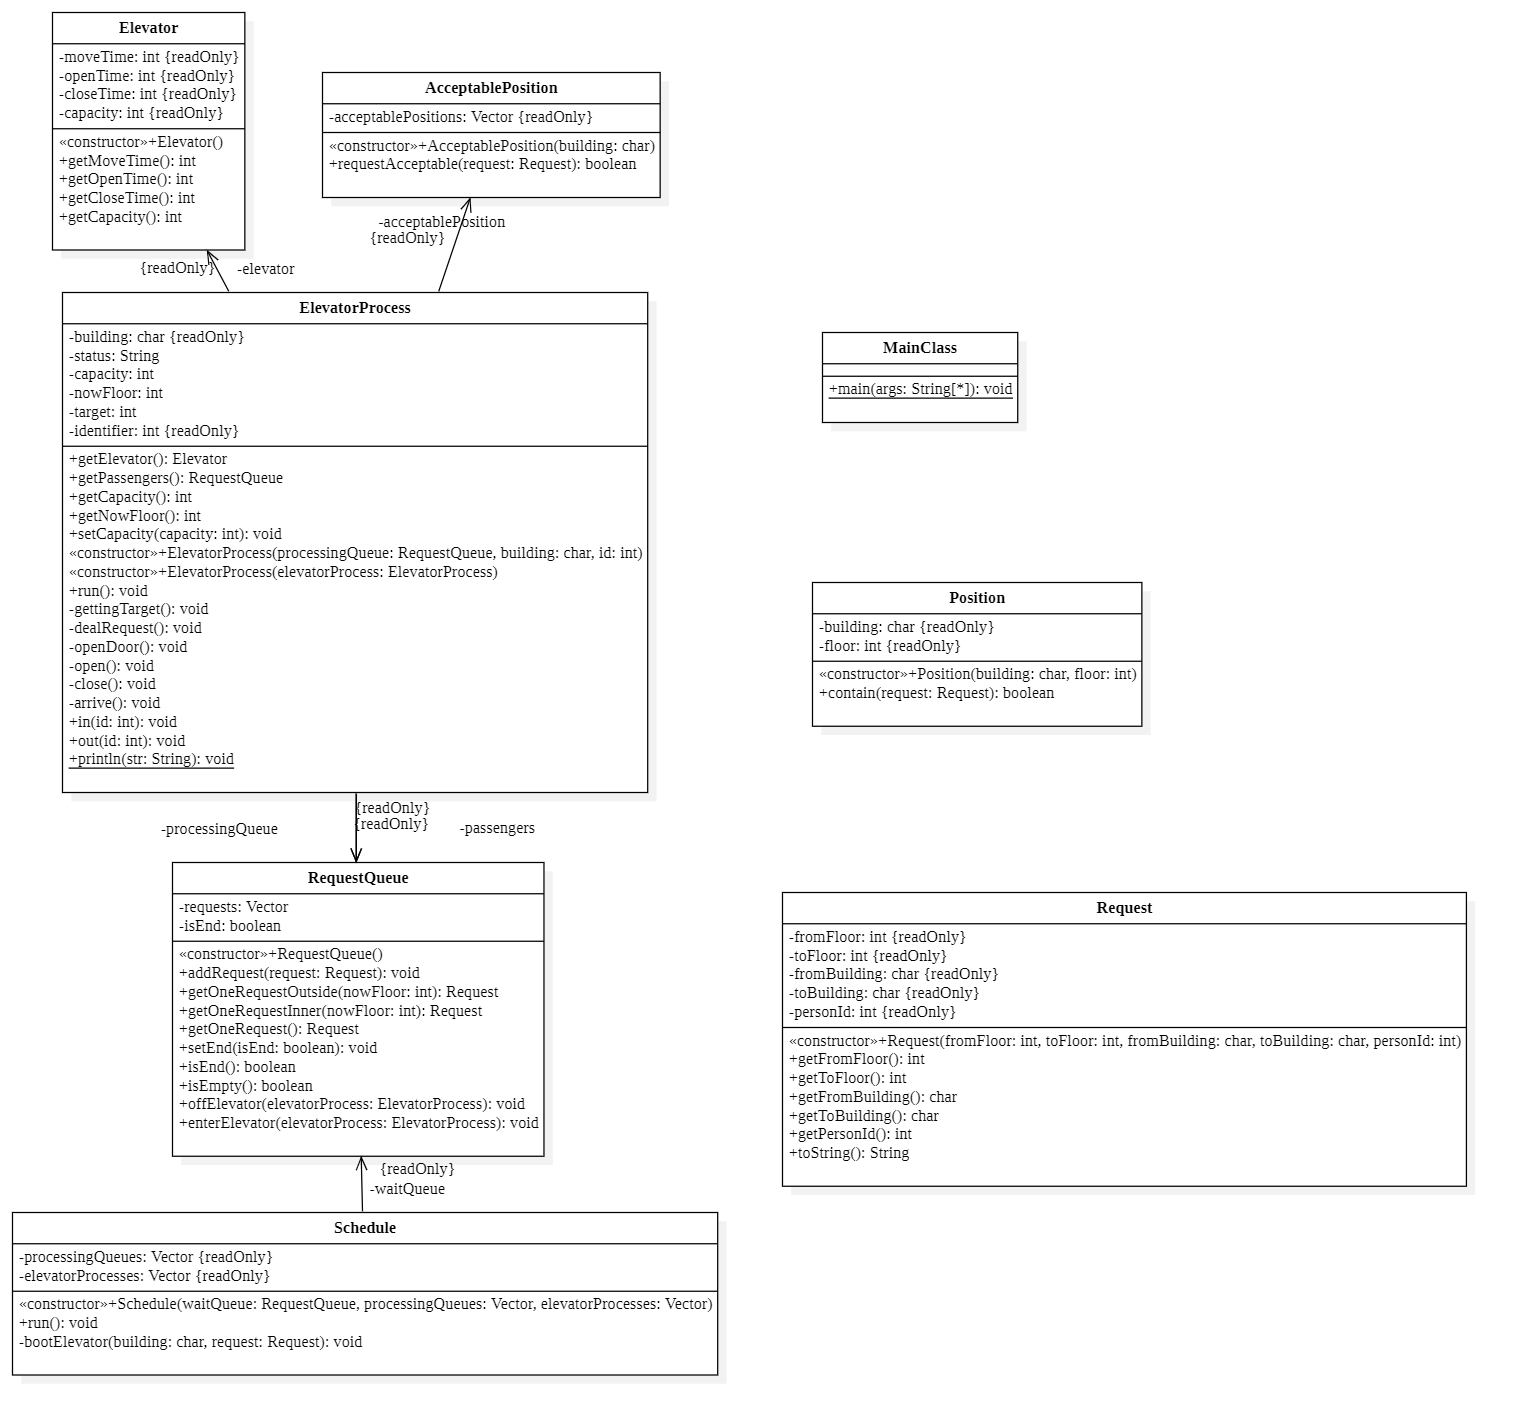 Elevator
-moveTime: int {readOnly}
-openTime: int {readOnly}
-closeTime: int {readOnly}
-capacity: int {readOnly}
«constructor»+Elevator()
+getMoveTime(): int
+getOpenTime(): int
+getCloseTime(): int
+getCapacity(): int
AcceptablePosition
-acceptablePositions: Vector {readOnly}
«constructor»+AcceptablePosition(building: char)
+requestAcceptable(request: Request): boolean
-acceptablePosition
{readOnly}
{readOnly}
-elevator
ElevatorProcess
-building: char {readOnly}
-status: String
-capacity: int
-nowFloor: int
-target: int
-identifier: int {readOnly}
+getElevator(): Elevator
+getPassengers(): RequestQueue
+getCapacity(): int
+getNowFloor(): int
+setCapacity(capacity: int): void
«constructor»+ElevatorProcess(processingQueue: RequestQueue, building: char, id: int)
«constructor»+ElevatorProcess(elevatorProcess: ElevatorProcess)
+run(): void
-gettingTarget(): void
-dealRequest(): void
-openDoor(): void
-open(): void
-close(): void
-arrive(): void
+in(id: int): void
+out(id: int): void
+println(str: String): void
MainClass
+main(args: String[*]): void
Position
-building: char {readOnly}
-floor: int {readOnly}
«constructor»+Position(building: char, floor: int)
+contain(request: Request): boolean
{readOnly}
{readOnly}
-processingQueue
-passengers
RequestQueue
-requests: Vector
-isEnd: boolean
«constructor»+RequestQueue()
+addRequest(request: Request): void
+getOneRequestOutside(nowFloor: int): Request
+getOneRequestInner(nowFloor: int): Request
+getOneRequest(): Request
+setEnd(isEnd: boolean): void
+isEnd(): boolean
+isEmpty(): boolean
+offElevator(elevatorProcess: ElevatorProcess): void
+enterElevator(elevatorProcess: ElevatorProcess): void
Request
-fromFloor: int {readOnly}
-toFloor: int {readOnly}
-fromBuilding: char {readOnly}
-toBuilding: char {readOnly}
-personId: int {readOnly}
«constructor»+Request(fromFloor: int, toFloor: int, fromBuilding: char, toBuilding: char, personId: int)
+getFromFloor(): int
+getToFloor(): int
+getFromBuilding(): char
+getToBuilding(): char
+getPersonId(): int
+toString(): String
{readOnly}
-waitQueue
Schedule
-processingQueues: Vector {readOnly}
-elevatorProcesses: Vector {readOnly}
«constructor»+Schedule(waitQueue: RequestQueue, processingQueues: Vector, elevatorProcesses: Vector)
+run(): void
-bootElevator(building: char, request: Request): void